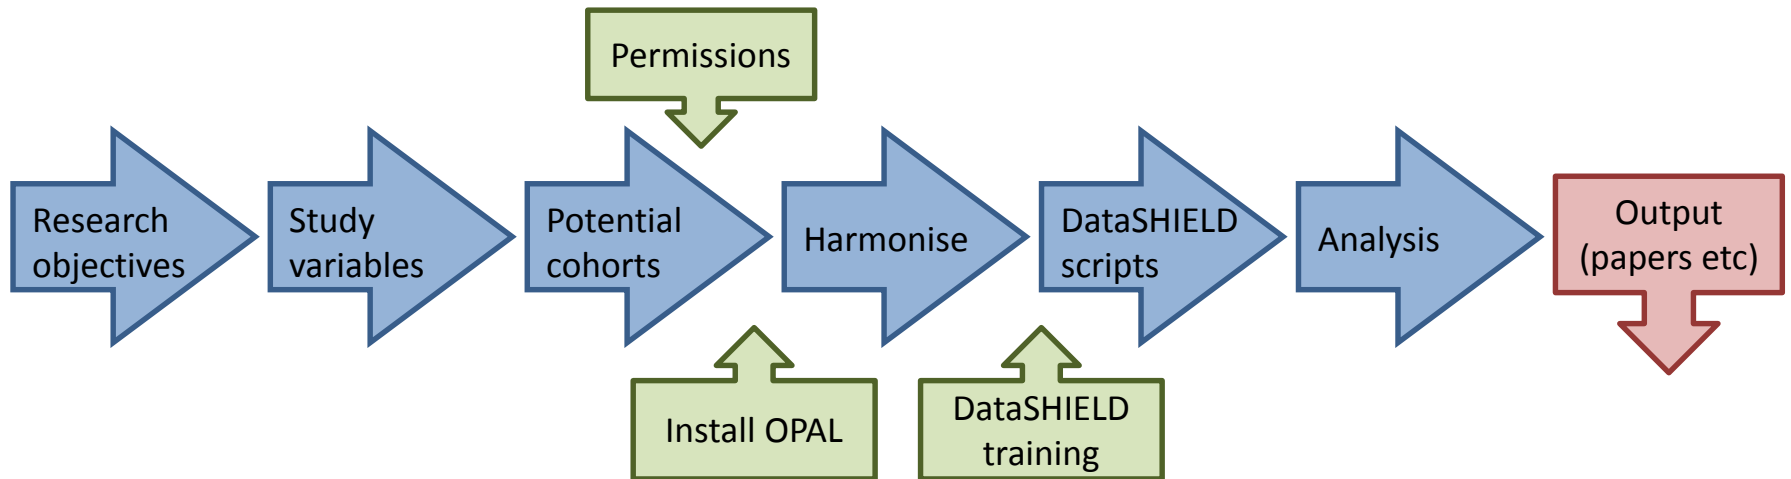 Permissions
Research
objectives
Study
variables
Potential
cohorts
Harmonise
DataSHIELD
scripts
Analysis
Output
(papers etc)
Install OPAL
DataSHIELD
training